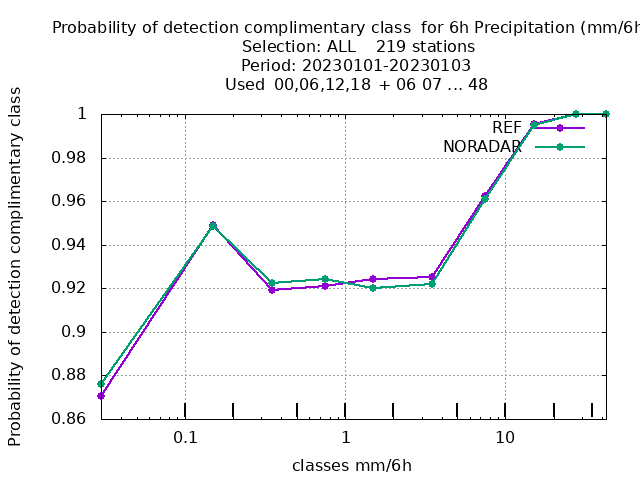 Probability of detection complimentary class  for 6h Precipitation (mm/6h
Selection: ALL    219 stations
Period: 20230101-20230103
Used  00,06,12,18  + 06 07 ... 48
Probability of detection complimentary class
1
0.98
0.96
0.94
0.92
0.9
0.88
0.86
REF
NORADAR
0.1
1
10
classes mm/6h